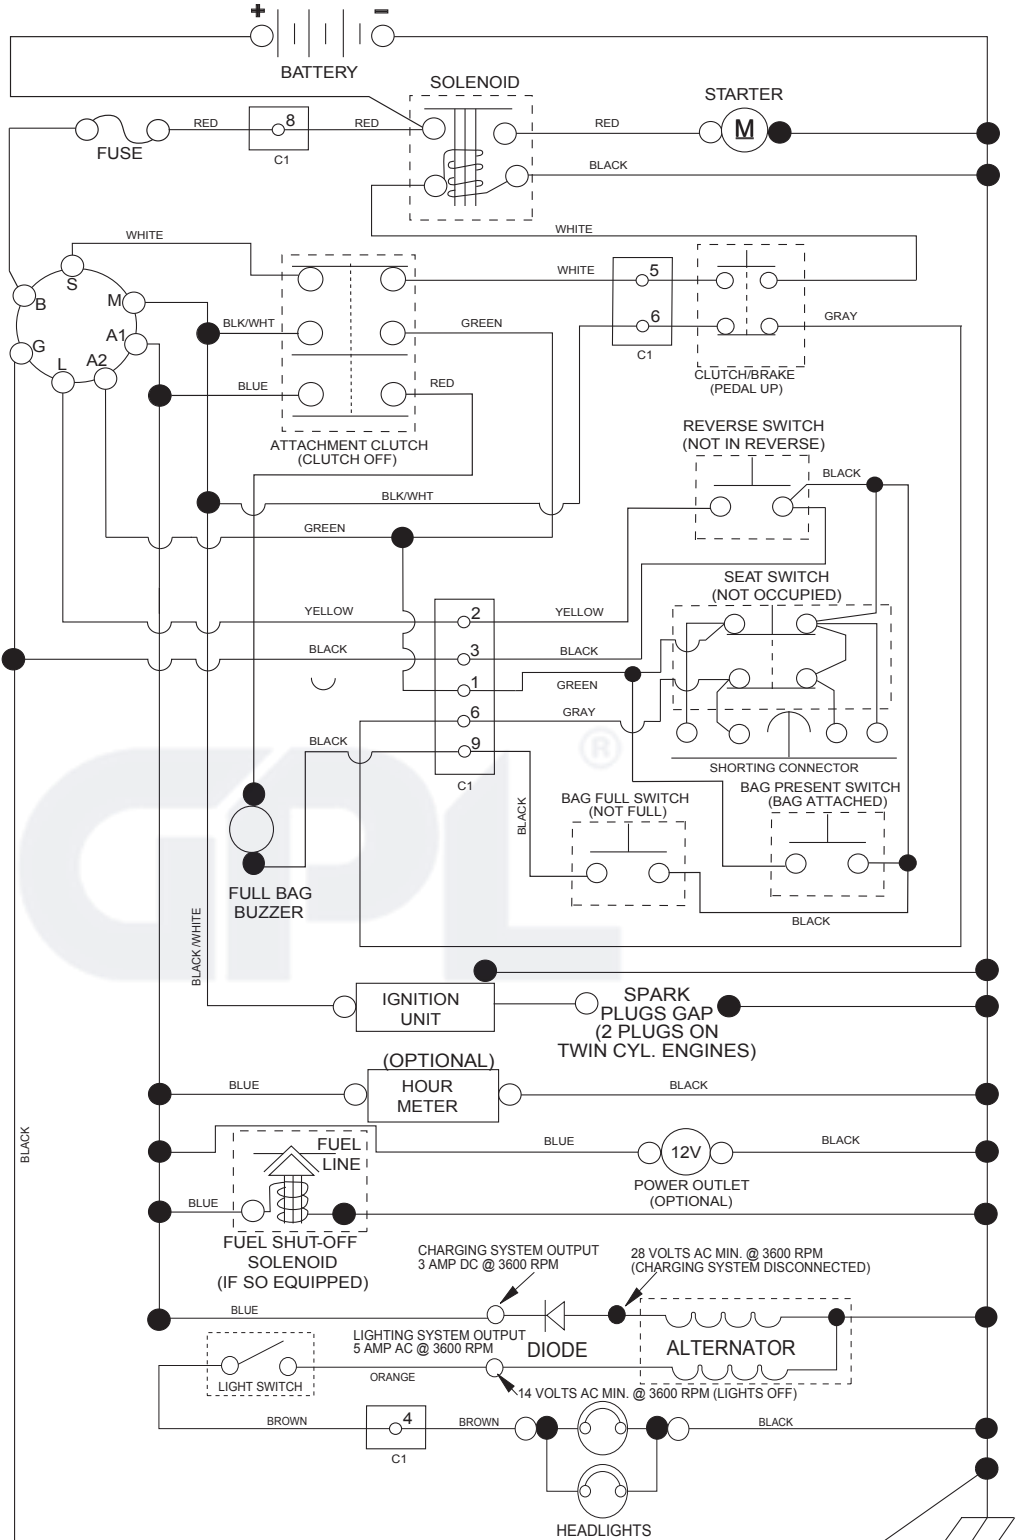 + -
BATTERY
SOLENOID
STARTER
RED
8
RED
RED
M
FUSE
C1
BLACK
WHITE
WHITE
S
WHITE
5
B
M
BLK/WHT
GREEN
6
GRAY
A1
C1
G
L
A2
CLUTCH/BRAKE
(PEDAL UP)
BLUE
RED
REVERSE SWITCH
(NOT IN REVERSE)
ATTACHMENT CLUTCH
(CLUTCH OFF)
BLACK
BLK/WHT
GREEN
SEAT SWITCH
(NOT OCCUPIED)
YELLOW
2
YELLOW
BLACK
3
BLACK
1
GREEN
6
GRAY
BLACK
9
SHORTING CONNECTOR
C1
BAG PRESENT SWITCH
(BAG ATTACHED)
BAG FULL SWITCH
(NOT FULL)
BLACK
FULL BAG
BUZZER
BLACK
BLACK /WHITE
GPL®
IGNITION
UNIT
SPARK
PLUGS GAP
(2 PLUGS ON
TWIN CYL. ENGINES)
(OPTIONAL)
BLUE
HOUR
METER
BLACK
BLACK
FUEL
LINE
BLUE
12V
BLACK
POWER OUTLET
(OPTIONAL)
BLUE
FUEL SHUT-OFF
SOLENOID
(IF SO EQUIPPED)
CHARGING SYSTEM OUTPUT
3 AMP DC @ 3600 RPM
28 VOLTS AC MIN. @ 3600 RPM
(CHARGING SYSTEM DISCONNECTED)
BLUE
LIGHTING SYSTEM OUTPUT
5 AMP AC @ 3600 RPM
DIODE
ALTERNATOR
LIGHT SWITCH
ORANGE
14 VOLTS AC MIN. @ 3600 RPM (LIGHTS OFF)
BROWN
4
BROWN
BLACK
C1
HEADLIGHTS